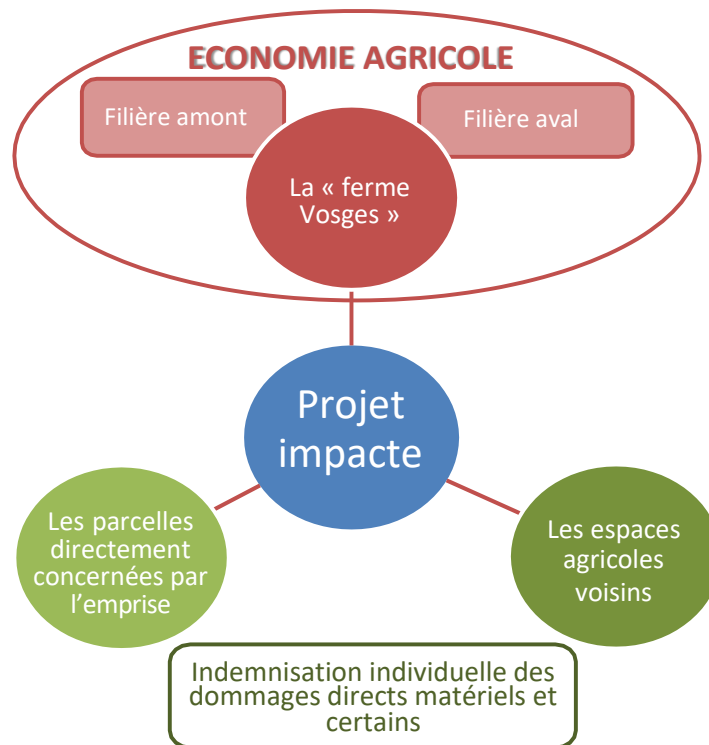 ECONOMIE AGRICOLE
Filière amont
Filière aval
La « ferme
Vosges »
Projet
impacte
Les parcelles
directement
concernées par
l’emprise
Les espaces
agricoles
voisins
Indemnisation individuelle des
dommages directs matériels et
certains